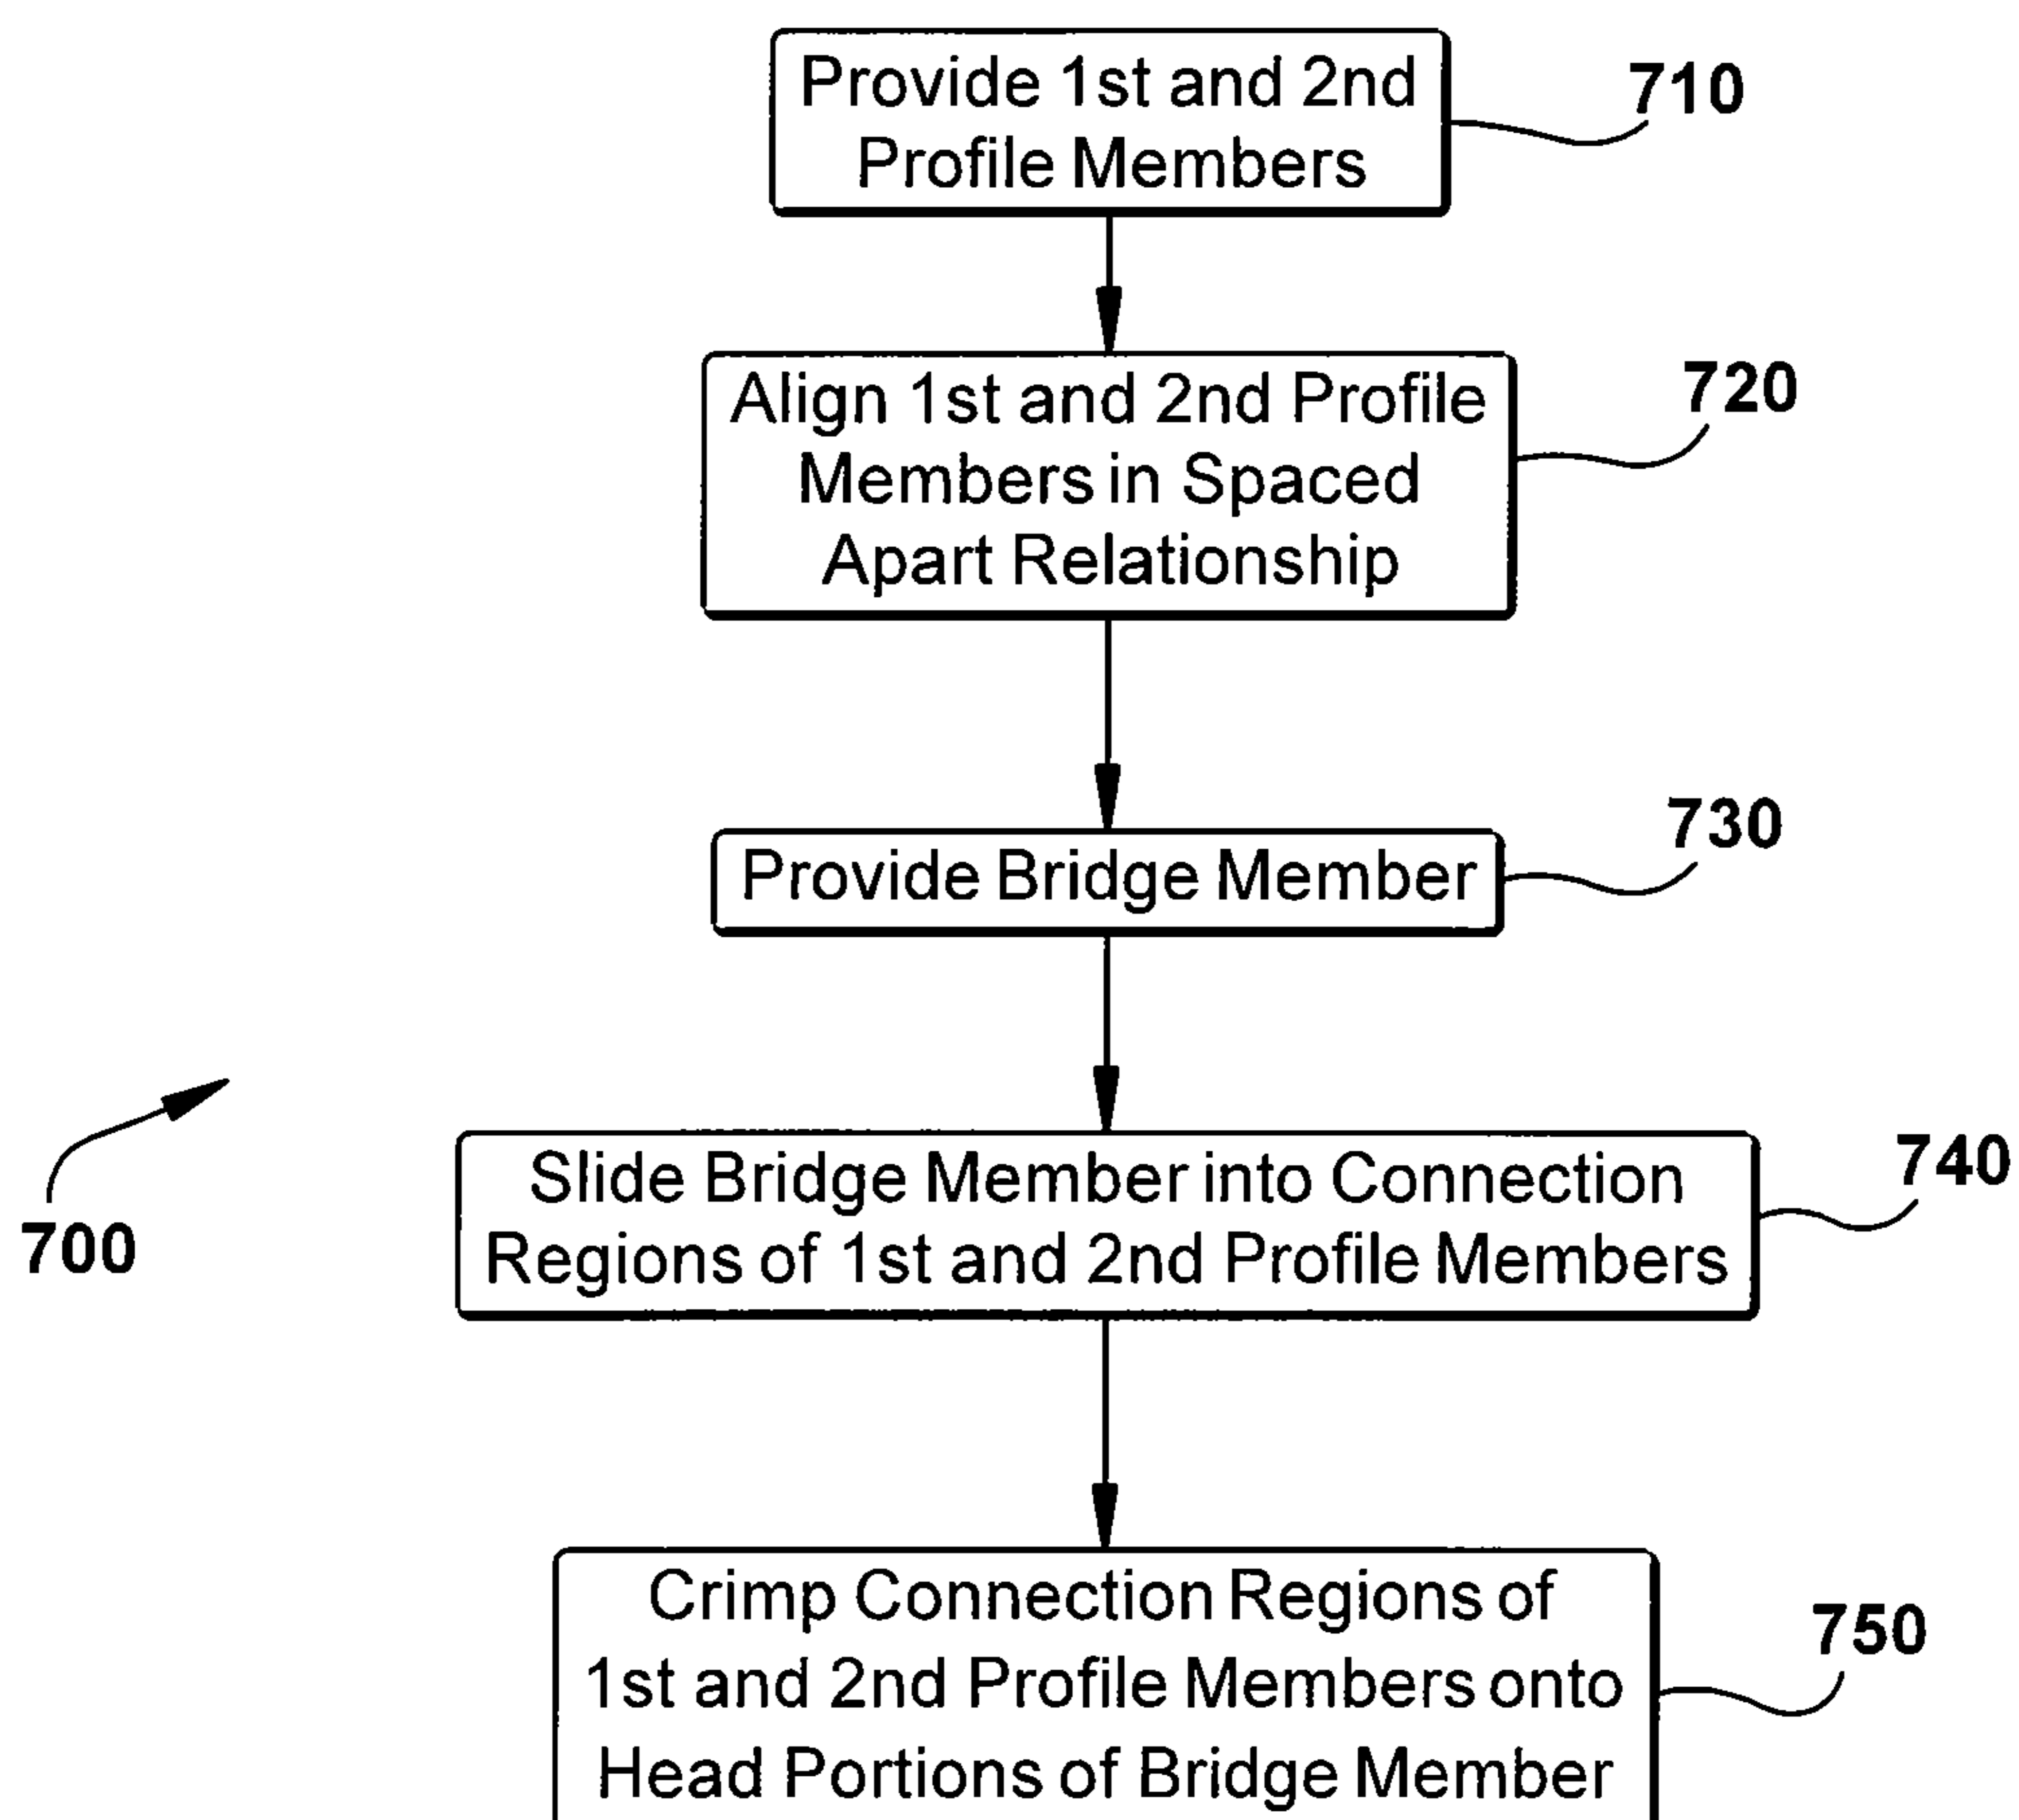 Provide 1st and 2nd
Profile Members
710
Align 1st and 2nd Profile
Members in Spaced
Apart Relationship
720
Provide Bridge Member
730
Slide Bridge Member into Connection
Regions of 1st and 2nd Profile Members
740
700
Crimp Connection Regions of
1st and 2nd Profile Members onto
Head Portions of Bridge Member
750